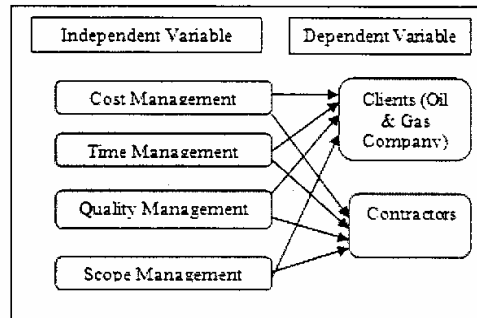 Independent Variable
Dependent Variable
Cost Management
Time Management
Quality Management
Scope Management
Clients (Oil
& Gas
Company)
Contractors